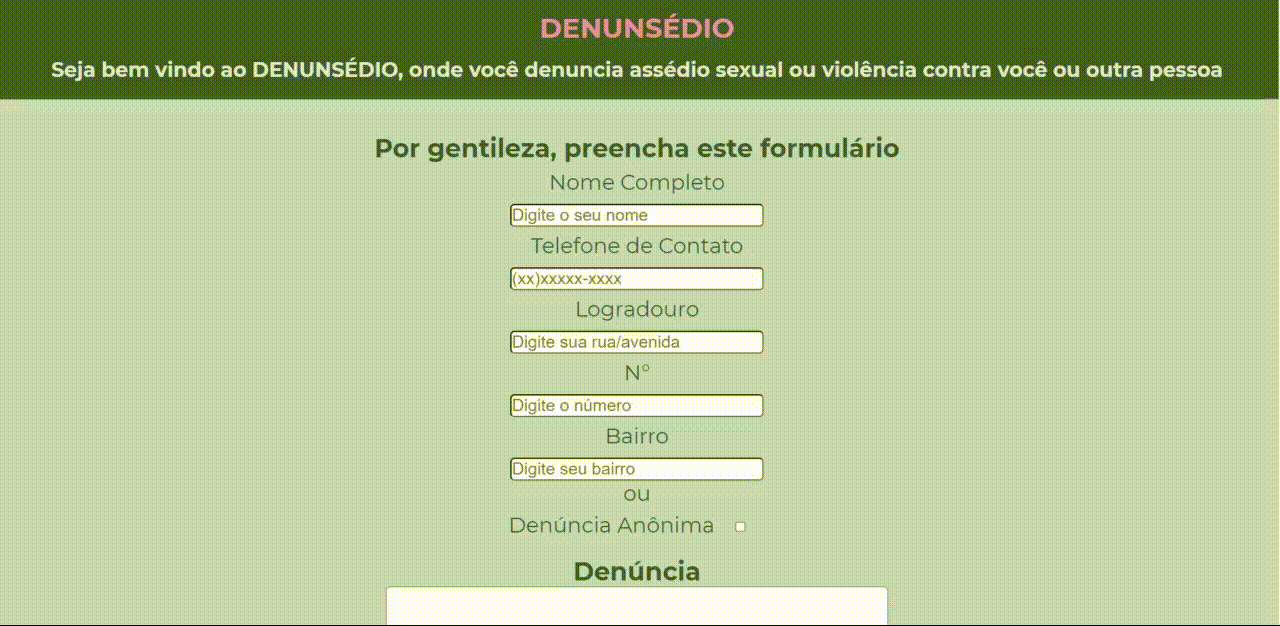 DENUNSÉDIO
Seja bem vindo ao DENUNSÉDIO, onde você denuncia assédio sexual ou violência contra você ou outra pessoa
Por gentileza, preencha este formulário
Nome Completo
Digite o seu nome
Telefone de Contato
(xx)xxxxx-xxxx
Logradouro
Digite sua rua/avenida
N°
Digite o número
Bairro
Digite seu bairro
ou
Denúncia Anônima
Denúncia